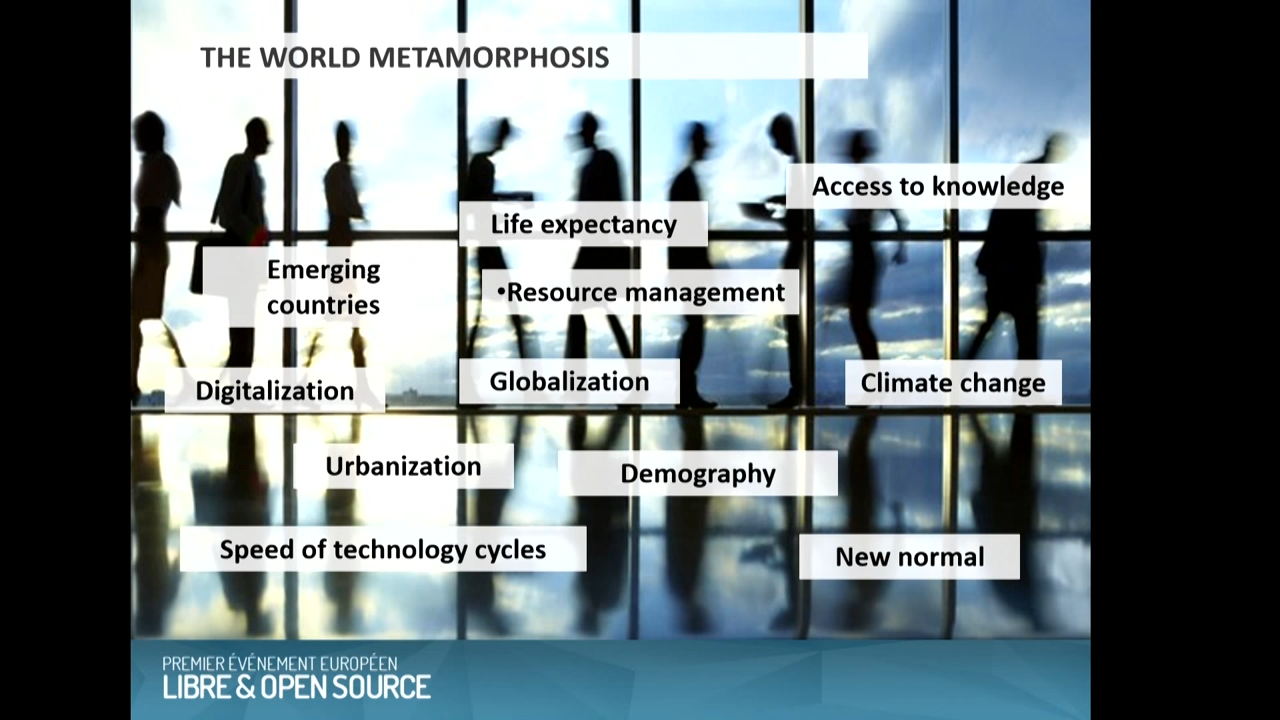 THE WORLD METAMORPHOSIS
Access to knowledge
Life expectancy
Emerging
countries
•Resource management
Digitalization
Globalization
Climate change
Urbanization
Demography
Speed of technology cycles
New normal
PREMIER ÉVÉNEMENT EUROPÉEN
LIBRE & OPEN SOURCE